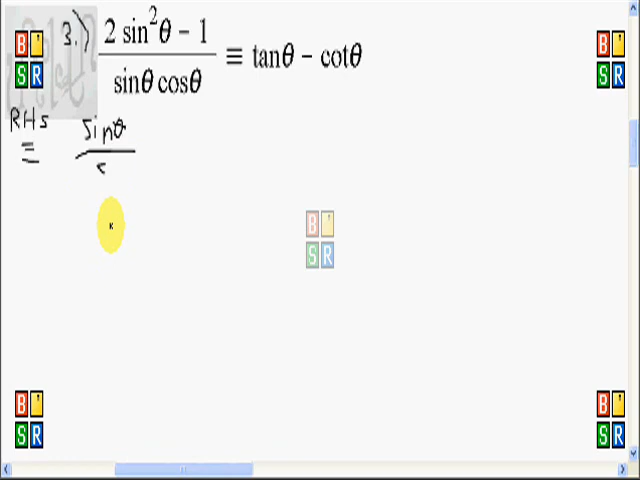 3.) 2 sin²θ − 1 / sinθ cosθ ≡ tanθ − cotθ
RHS
= sinθ
B '
S R
B '
S R
B '
S R
B '
S R
B '
S R